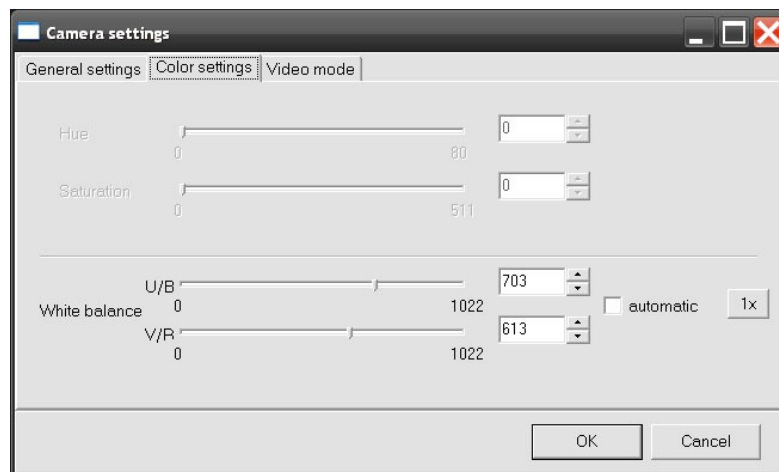 Camera settings
General settings Color settings Video mode
Hue 0
0 80
Saturation 0
0 511
U/B 703
0 1022
White balance automatic 1x
V/R 613
0 1022
OK Cancel